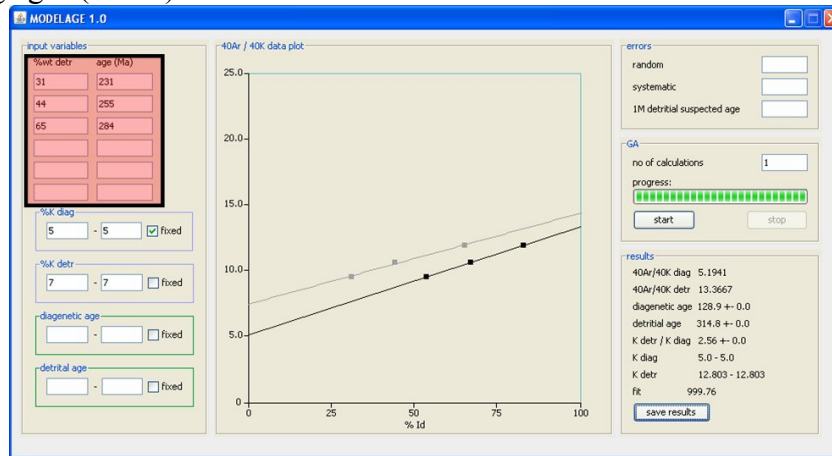 MODELAGE 1.0
input variables
%wt detr age (Ma)
31 231
44 255
65 284
%K diag
5 - 5 fixed
%K detr
7 - 7 fixed
diagenetic age
- fixed
detrital age
- fixed
40Ar / 40K data plot
25.0
20.0
15.0
10.0
5.0
0
0 25 50 75 100
% Id
errors
random
systematic
1M detritial suspected age
GA
no of calculations 1
progress:
start stop
results
40Ar/40K diag 5.1941
40Ar/40K detr 13.3667
diagenetic age 128.9 +- 0.0
detritial age 314.8 +- 0.0
K detr / K diag 2.56 +- 0.0
K diag 5.0 - 5.0
K detr 12.803 - 12.803
fit 999.76
save results